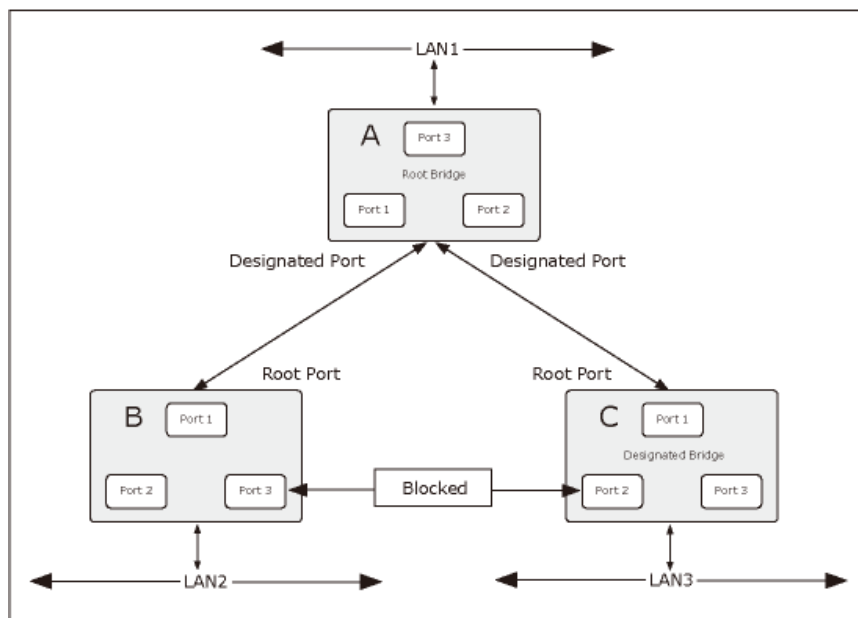 LAN1
A
Port 3
Root Bridge
Port 1
Port 2
Designated Port
Designated Port
Root Port
Root Port
B
Port 1
C
Port 1
Designated Bridge
Port 2
Port 3
Blocked
Port 2
Port 3
LAN2
LAN3